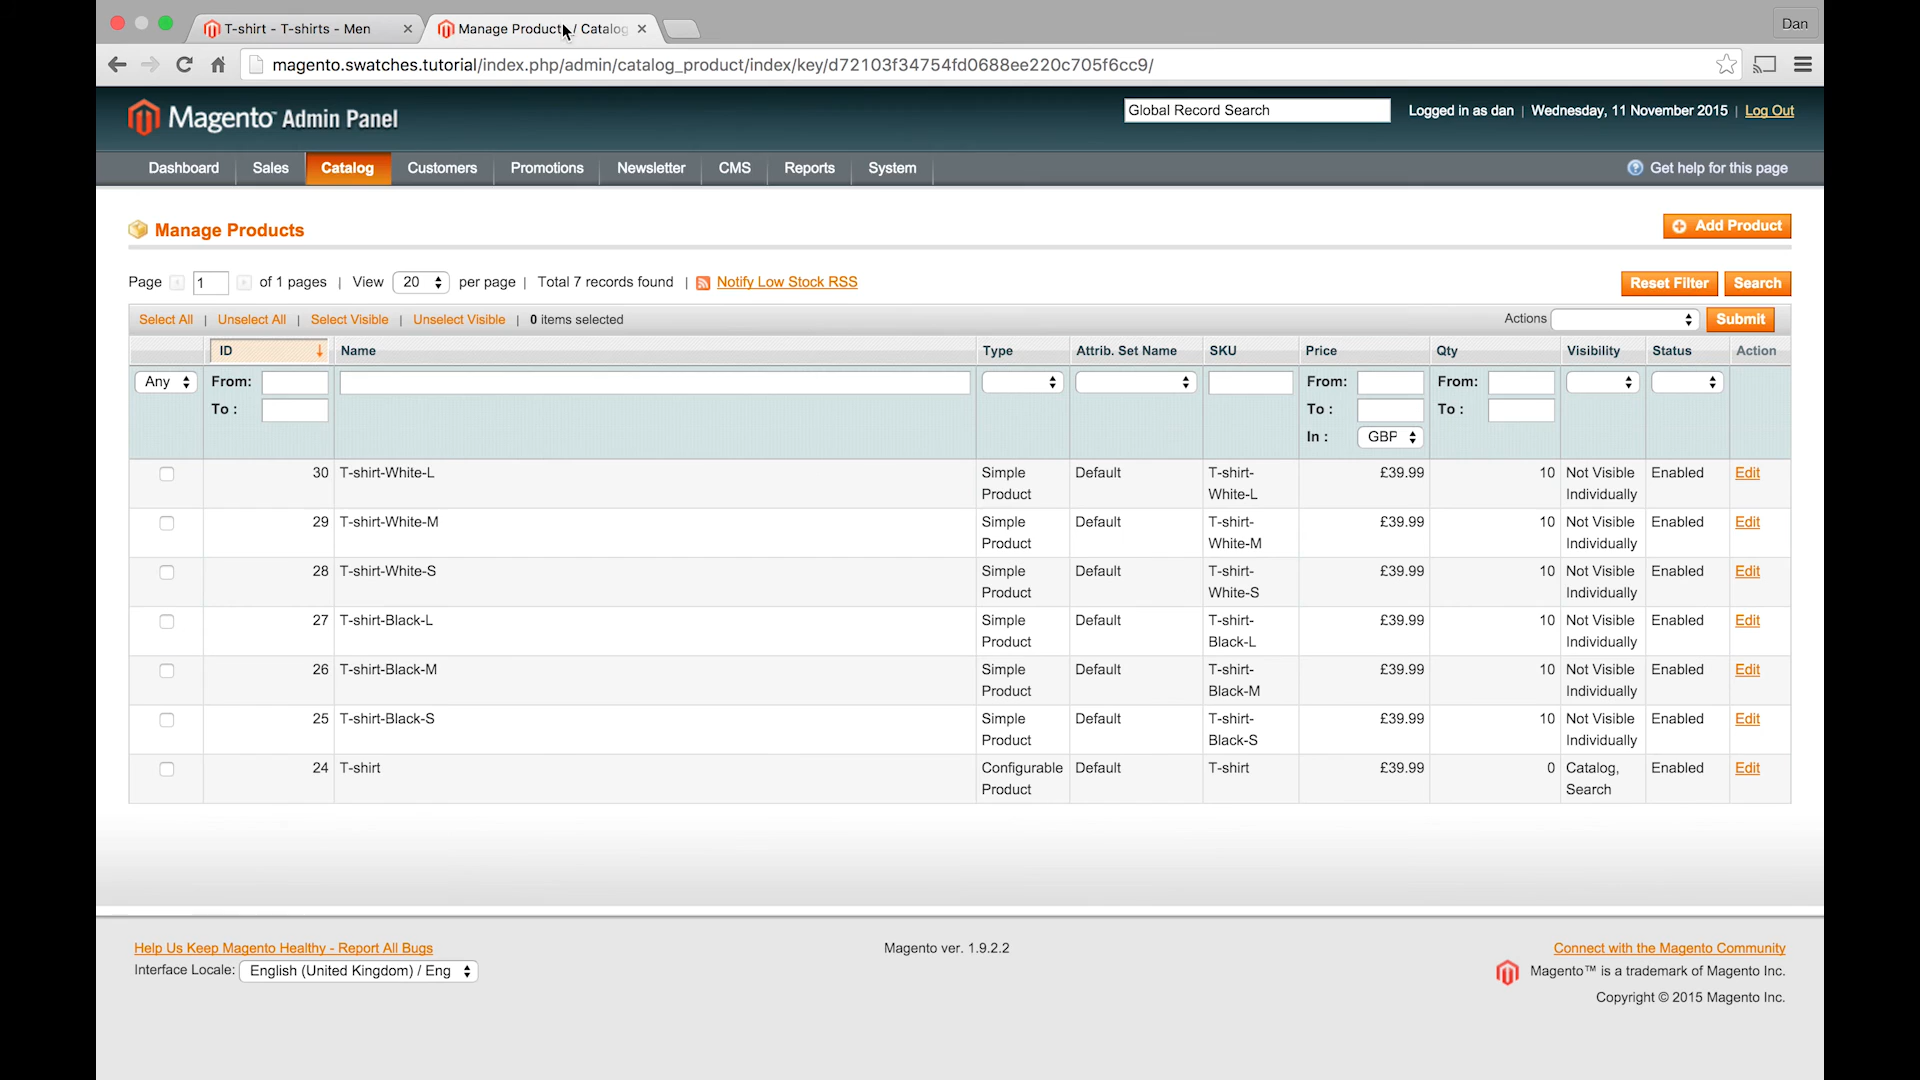 T-shirt - T-shirts - Men
Manage Products / Catalog
Dan
magento.swatches.tutorial/index.php/admin/catalog_product/index/key/d72103f34754fd0688ee220c705f6cc9/
Magento™ Admin Panel
Global Record Search
Logged in as dan | Wednesday, 11 November 2015 | Log Out
Dashboard Sales Catalog Customers Promotions Newsletter CMS Reports System
Get help for this page
Manage Products
Add Product
Page 1 of 1 pages | View 20 per page | Total 7 records found | Notify Low Stock RSS
Reset Filter Search
Select All | Unselect All | Select Visible | Unselect Visible | 0 items selected
Actions Submit
ID Name Type Attrib. Set Name SKU Price Qty Visibility Status Action
Any From: From: From:
To : To : To :
In : GBP
30 T-shirt-White-L Simple Default T-shirt- £39.99 10 Not Visible Enabled Edit
Product White-L Individually
29 T-shirt-White-M Simple Default T-shirt- £39.99 10 Not Visible Enabled Edit
Product White-M Individually
28 T-shirt-White-S Simple Default T-shirt- £39.99 10 Not Visible Enabled Edit
Product White-S Individually
27 T-shirt-Black-L Simple Default T-shirt- £39.99 10 Not Visible Enabled Edit
Product Black-L Individually
26 T-shirt-Black-M Simple Default T-shirt- £39.99 10 Not Visible Enabled Edit
Product Black-M Individually
25 T-shirt-Black-S Simple Default T-shirt- £39.99 10 Not Visible Enabled Edit
Product Black-S Individually
24 T-shirt Configurable Default T-shirt £39.99 0 Catalog, Enabled Edit
Product Search
Help Us Keep Magento Healthy - Report All Bugs
Magento ver. 1.9.2.2
Connect with the Magento Community
Interface Locale: English (United Kingdom) / Eng
Magento™ is a trademark of Magento Inc.
Copyright © 2015 Magento Inc.